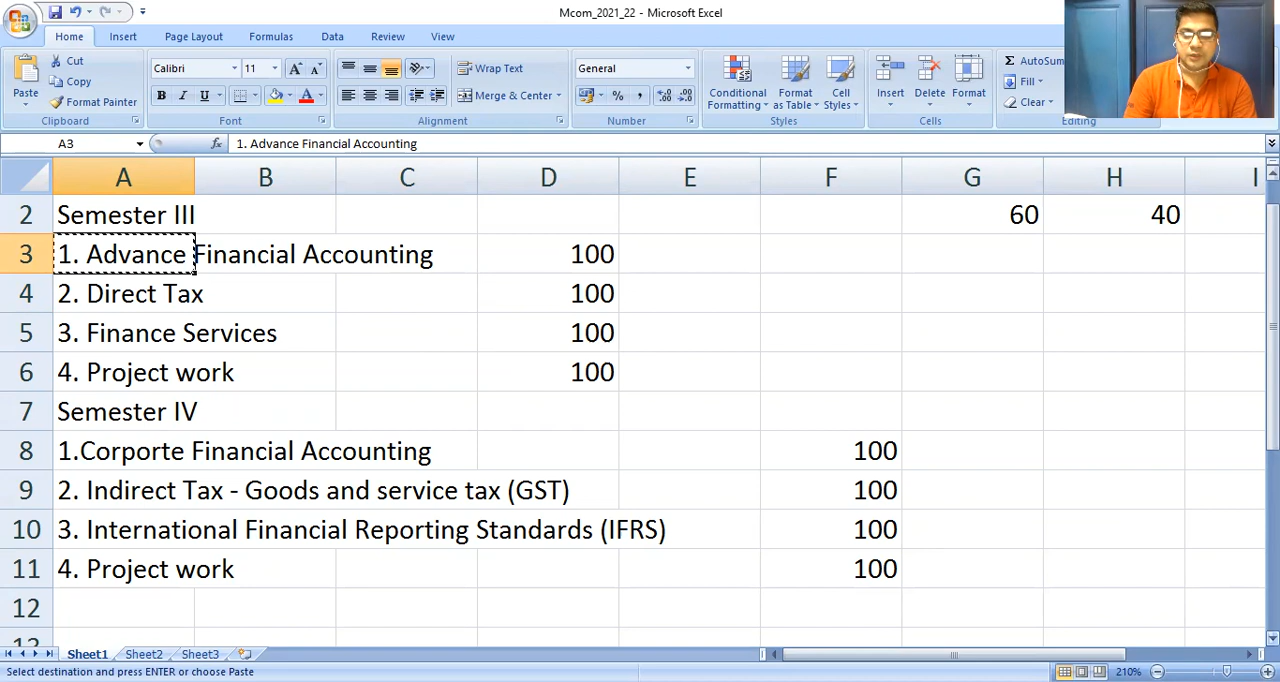 Mcom_2021_22 - Microsoft Excel
Home Insert Page Layout Formulas Data Review View
Paste Cut Copy Format Painter
Calibri 11 A A
B I U
Wrap Text
Merge & Center
General
% ,
Conditional Formatting Format as Table Cell Styles
Insert Delete Format
Σ AutoSum
Fill
Clear
Clipboard Font Alignment Number Styles Cells Editing
A3 fx 1. Advance Financial Accounting
A B C D E F G H I
2 Semester III 60 40
3 1. Advance Financial Accounting 100
4 2. Direct Tax 100
5 3. Finance Services 100
6 4. Project work 100
7 Semester IV
8 1.Corporte Financial Accounting 100
9 2. Indirect Tax - Goods and service tax (GST) 100
10 3. International Financial Reporting Standards (IFRS) 100
11 4. Project work 100
12
Sheet1 Sheet2 Sheet3
Select destination and press ENTER or choose Paste 210%